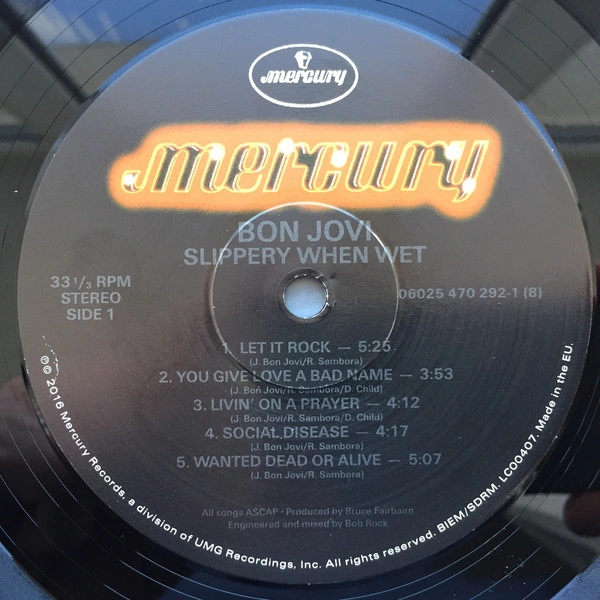 mercury
mercury
BON JOVI
SLIPPERY WHEN WET
33 1/3 RPM
STEREO
SIDE 1
06025 470 292-1 (8)
1. LET IT ROCK — 5:25
(J. Bon Jovi/R. Sambora)
2. YOU GIVE LOVE A BAD NAME — 3:53
(J. Bon Jovi/R. Sambora/D. Child)
3. LIVIN' ON A PRAYER — 4:12
(J. Bon Jovi/R. Sambora/D. Child)
4. SOCIAL DISEASE — 4:17
(J. Bon Jovi/R. Sambora)
5. WANTED DEAD OR ALIVE — 5:07
(J. Bon Jovi/R. Sambora)
All songs ASCAP · Produced by Bruce Fairbairn
Engineered and mixed by Bob Rock
℗ © 2016 Mercury Records, a division of UMG Recordings, Inc. All rights reserved. BIEM/SDRM. LC00407. Made in the EU.